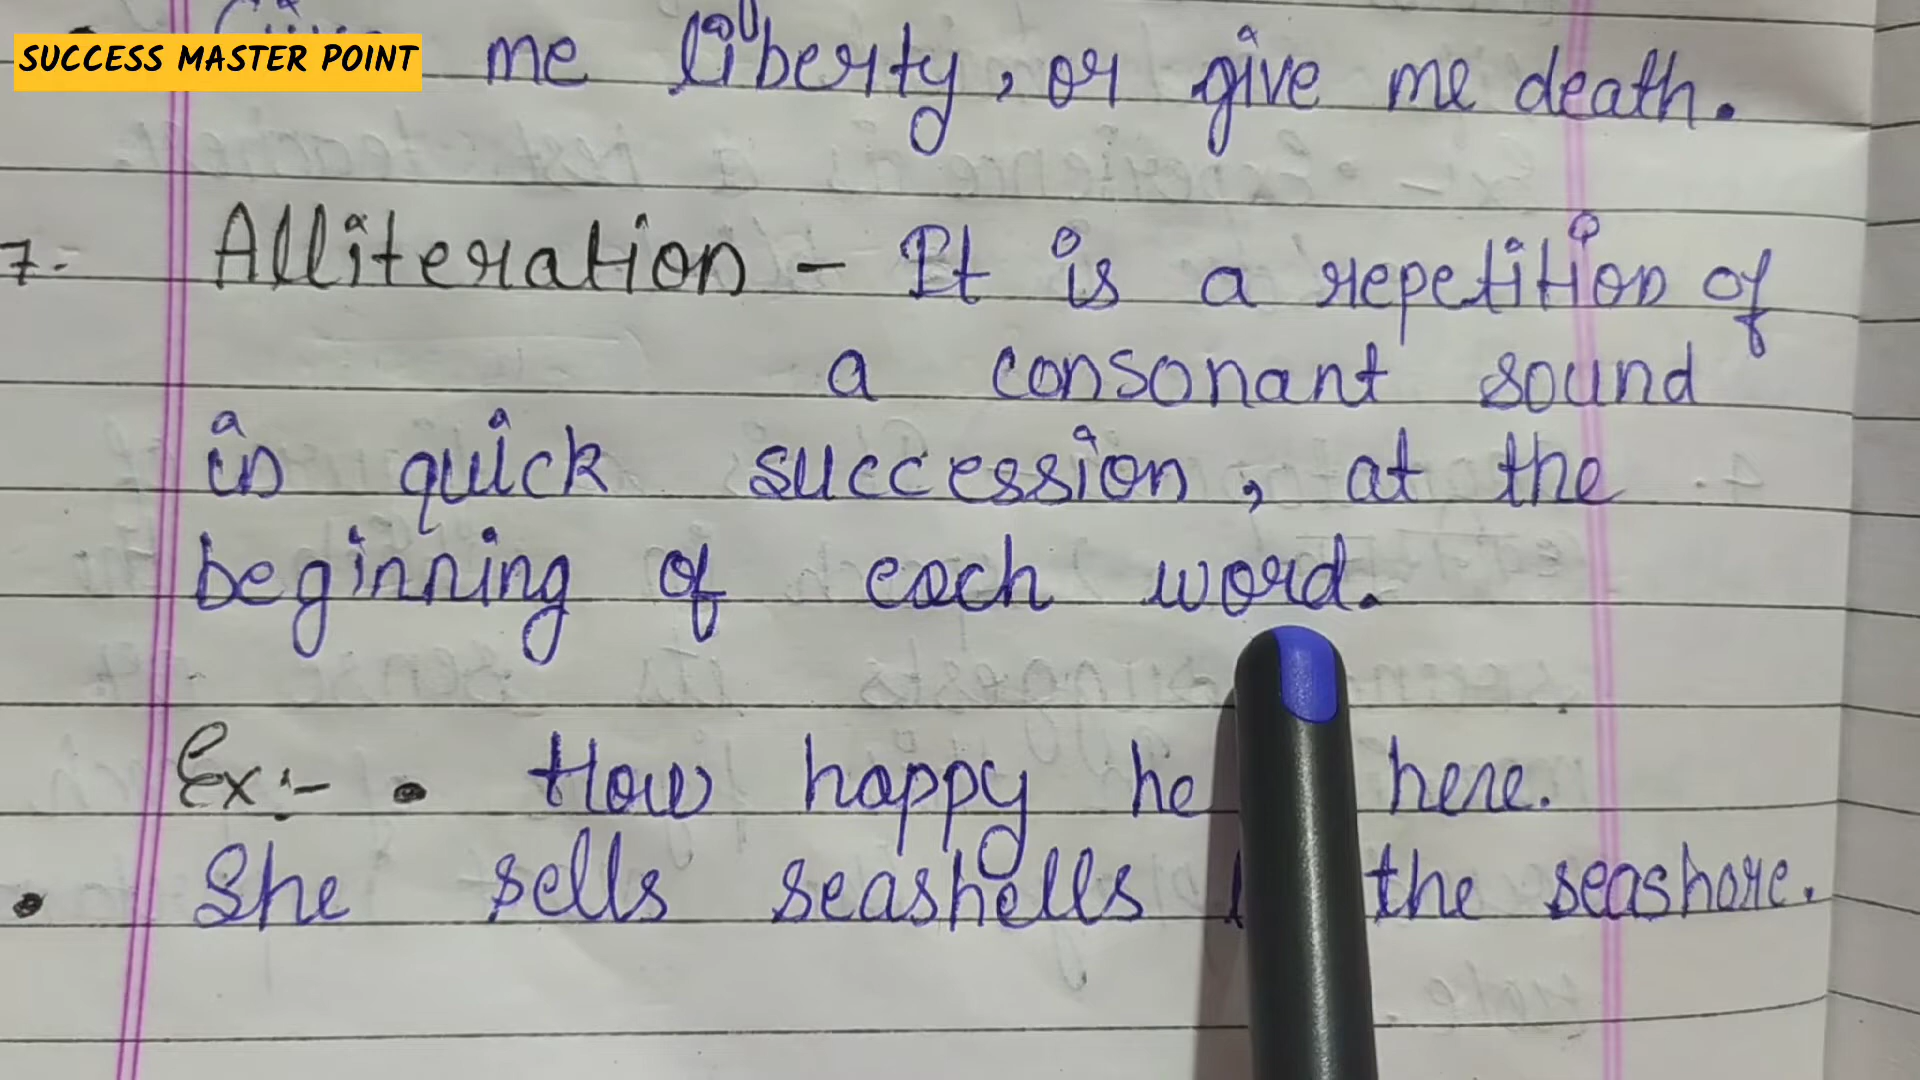 SUCCESS MASTER POINT
me liberty, or give me death.
7. Alliteration - It is a repetition of
a consonant sound
in quick succession, at the
beginning of each word.
Ex:- • How happy he here.
• She sells seashells the seashore.